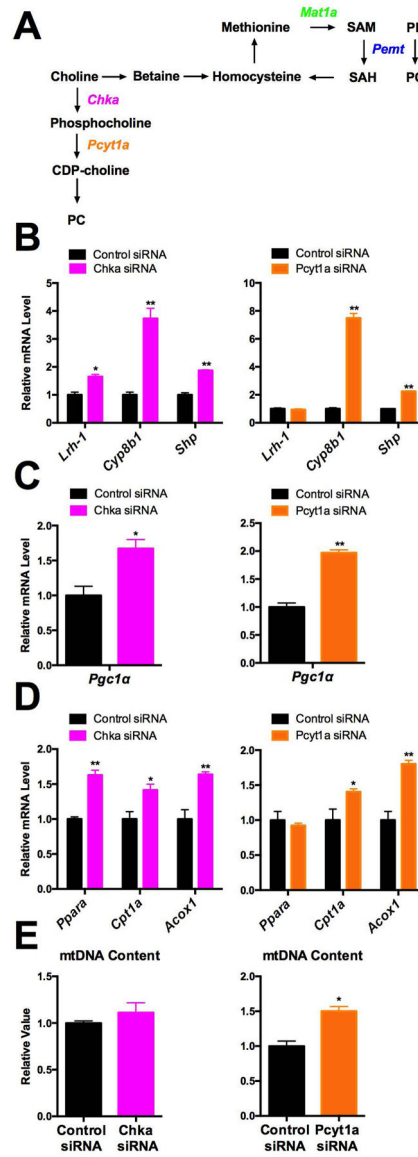 A
Mat1a
Methionine SAM
Pemt
Choline Betaine Homocysteine SAH
Chka
Phosphocholine
Pcyt1a
CDP-choline
PC
B
Control siRNA
Chka siRNA
Control siRNA
Pcyt1a siRNA
Relative mRNA Level
5
4
3
2
1
0
* ** **
Lrh-1 Cyp8b1 Shp
10
8
6
4
2
0
** **
Lrh-1 Cyp8b1 Shp
C
Control siRNA
Chka siRNA
Control siRNA
Pcyt1a siRNA
Relative mRNA Level
2.0
1.5
1.0
0.5
0.0
*
Pgc1α
2.5
2.0
1.5
1.0
0.5
0.0
**
Pgc1α
D
Control siRNA
Chka siRNA
Control siRNA
Pcyt1a siRNA
Relative mRNA Level
2.0
1.5
1.0
0.5
0.0
** * **
Ppara Cpt1a Acox1
2.0
1.5
1.0
0.5
0.0
* **
Ppara Cpt1a Acox1
E
mtDNA Content
Relative Value
1.5
1.0
0.5
0.0
Control siRNA
Chka siRNA
mtDNA Content
2.0
1.5
1.0
0.5
0.0
*
Control siRNA
Pcyt1a siRNA